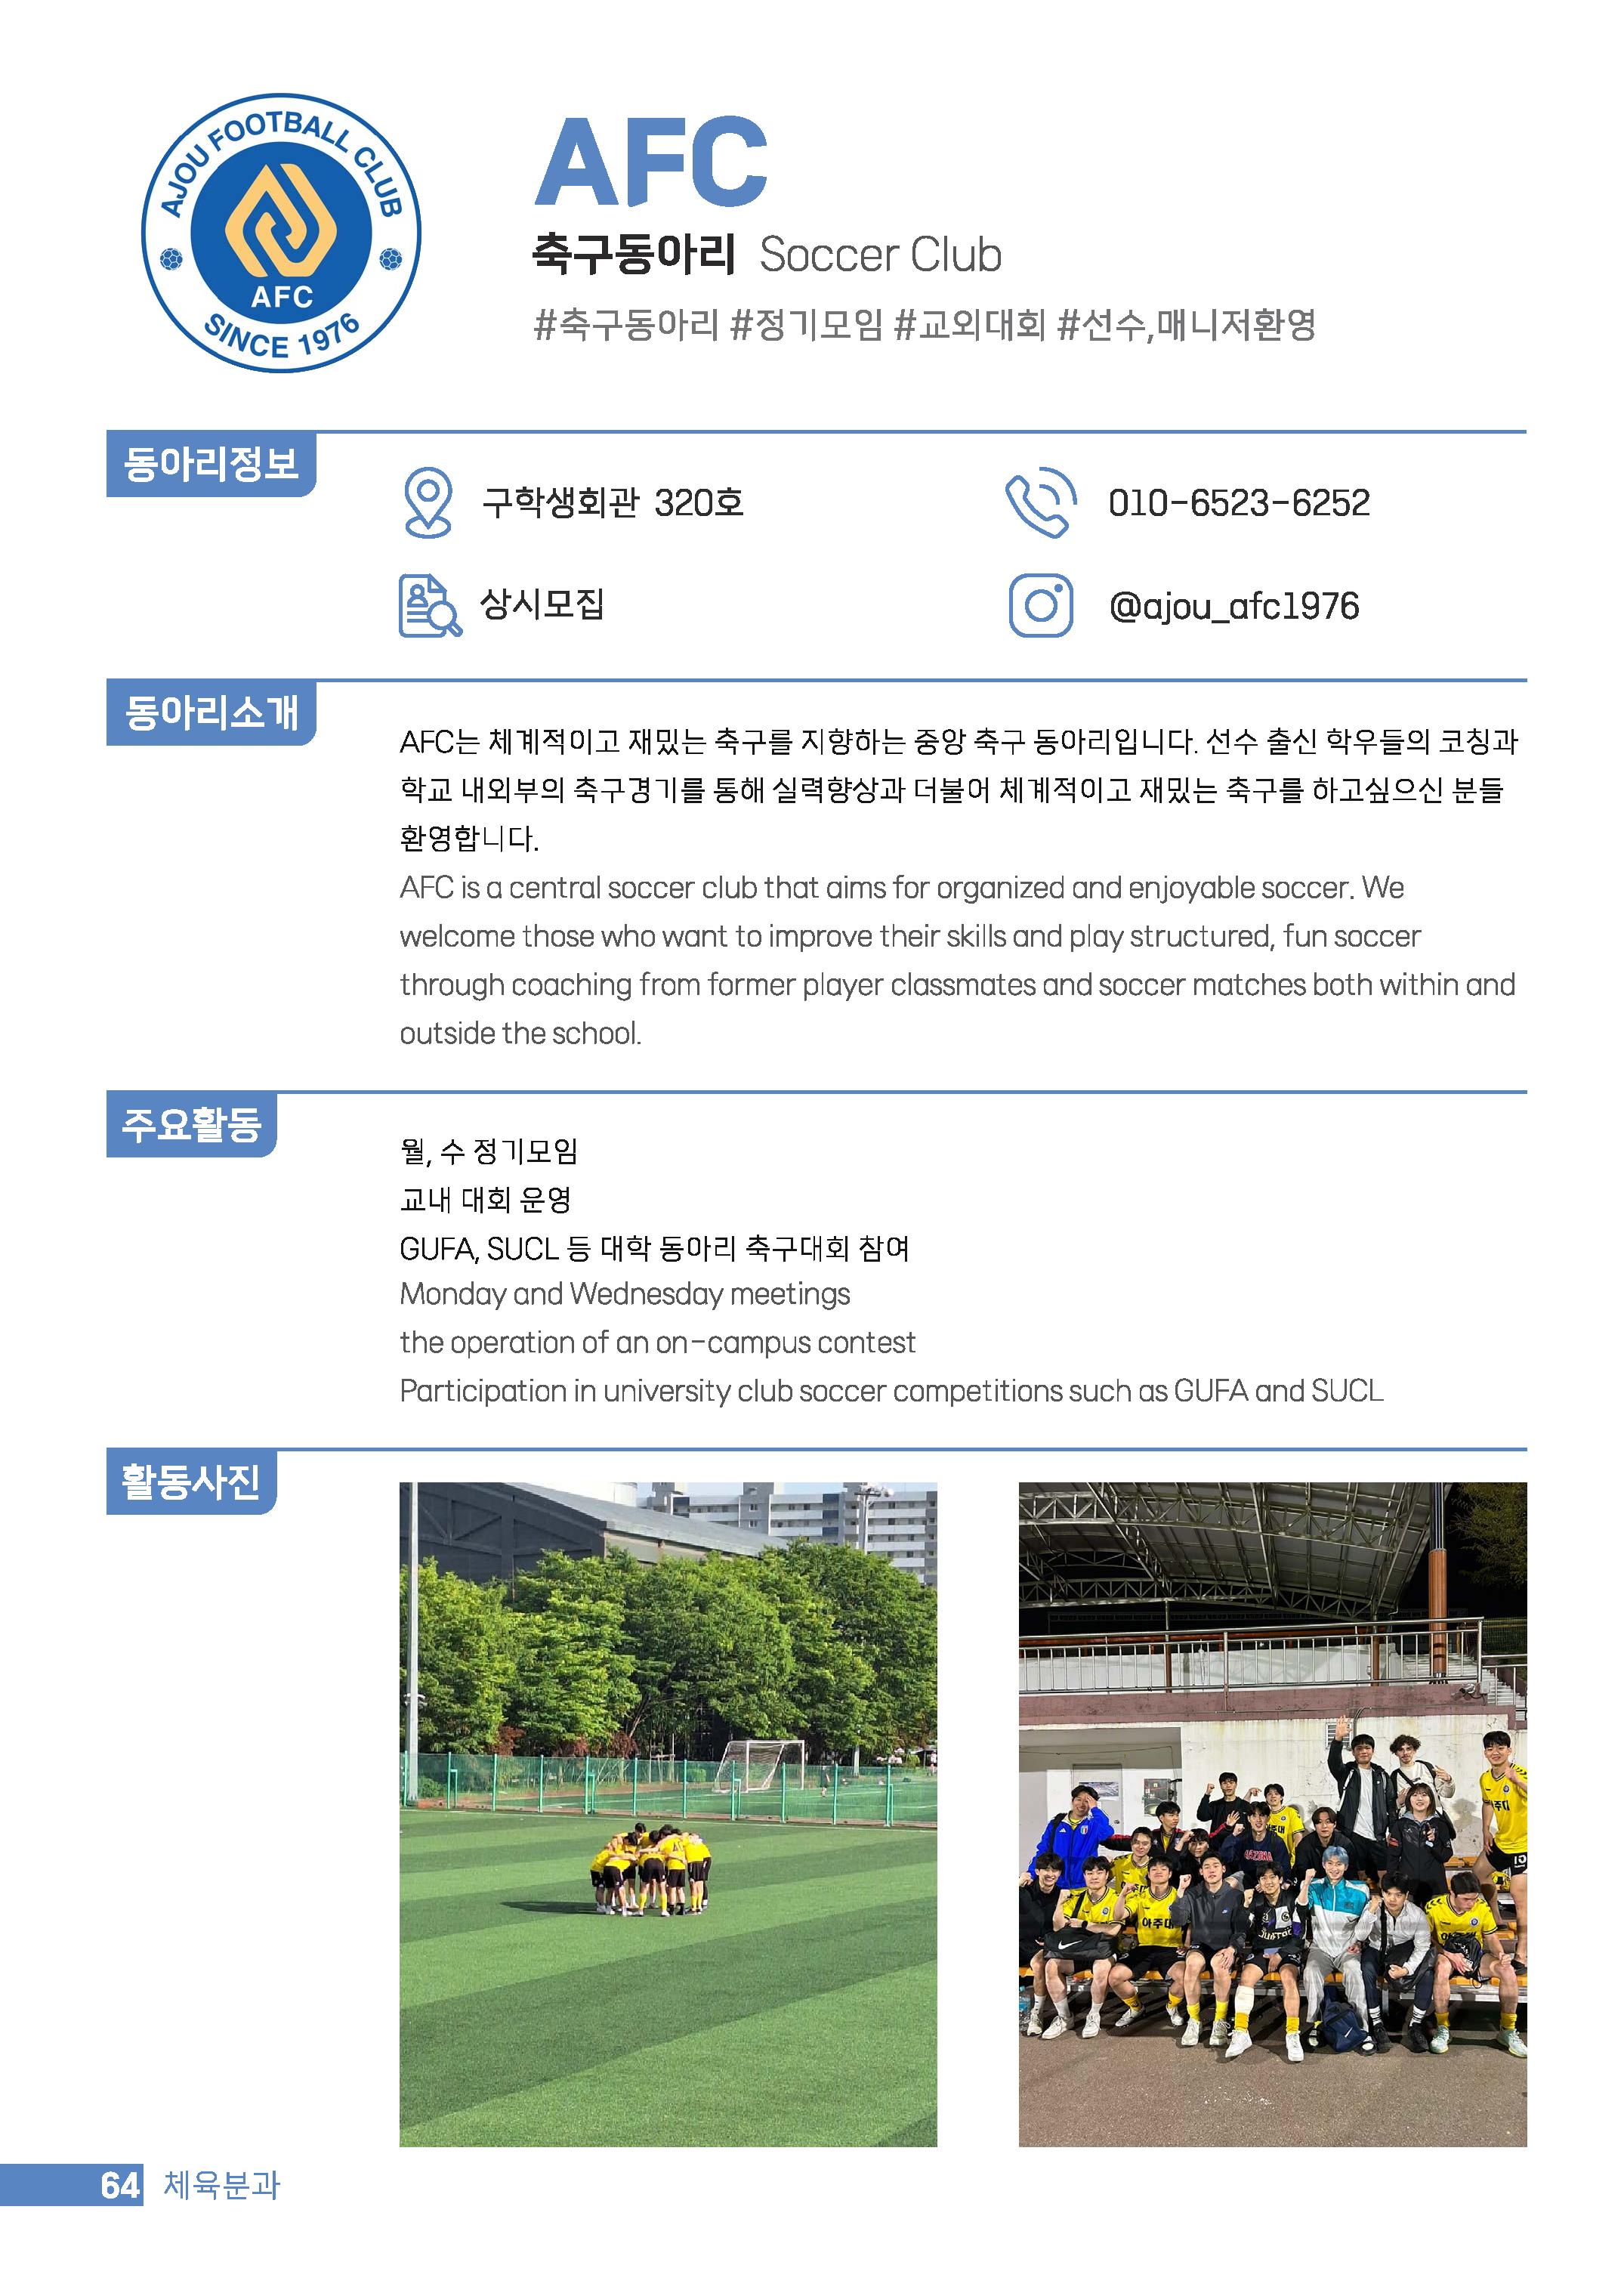 AJOU FOOTBALL CLUB
AFC
SINCE 1976
AFC
축구동아리 Soccer Club
#축구동아리 #정기모임 #교외대회 #선수,매니저환영
동아리정보
구학생회관 320호
010-6523-6252
상시모집
@ajou_afc1976
동아리소개
AFC는 체계적이고 재밌는 축구를 지향하는 중앙 축구 동아리입니다. 선수 출신 학우들의 코칭과
학교 내외부의 축구경기를 통해 실력향상과 더불어 체계적이고 재밌는 축구를 하고싶으신 분들
환영합니다.
AFC is a central soccer club that aims for organized and enjoyable soccer. We
welcome those who want to improve their skills and play structured, fun soccer
through coaching from former player classmates and soccer matches both within and
outside the school.
주요활동
월, 수 정기모임
교내 대회 운영
GUFA, SUCL 등 대학 동아리 축구대회 참여
Monday and Wednesday meetings
the operation of an on-campus contest
Participation in university club soccer competitions such as GUFA and SUCL
활동사진
아주대
64 체육분과